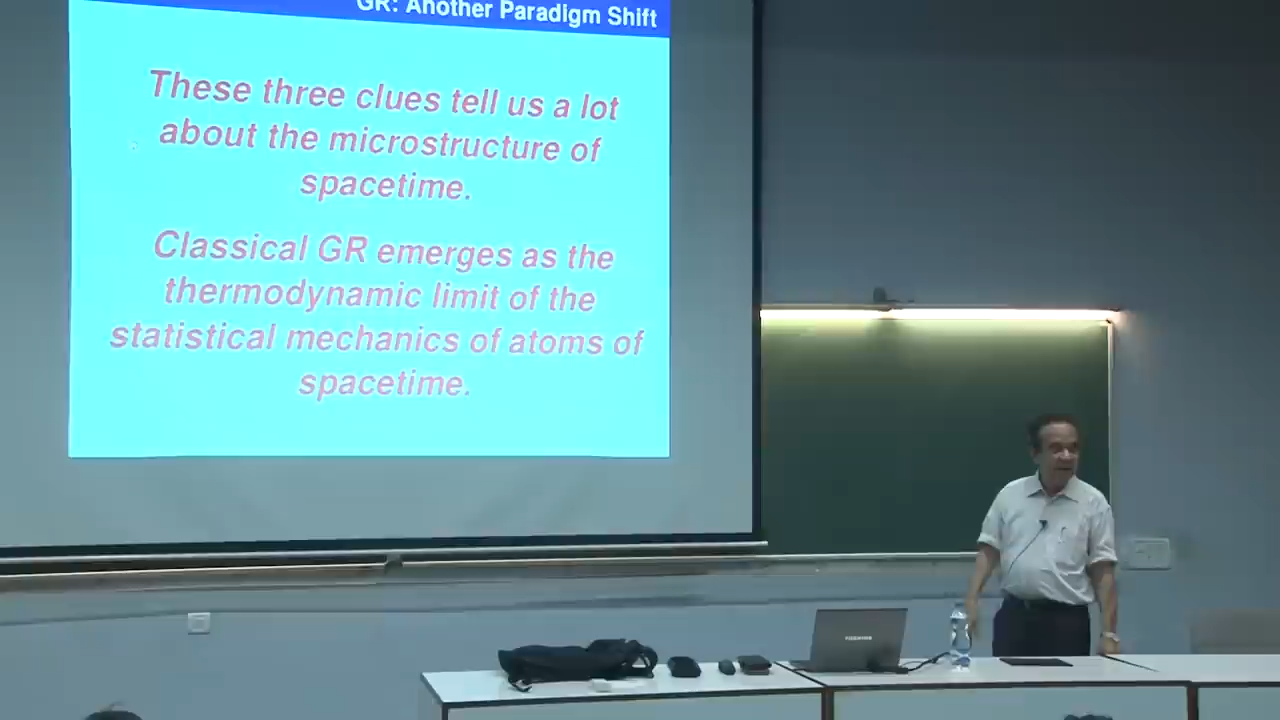 GR: Another Paradigm Shift
These three clues tell us a lot
about the microstructure of
spacetime.
Classical GR emerges as the
thermodynamic limit of the
statistical mechanics of atoms of
spacetime.
TOSHIBA